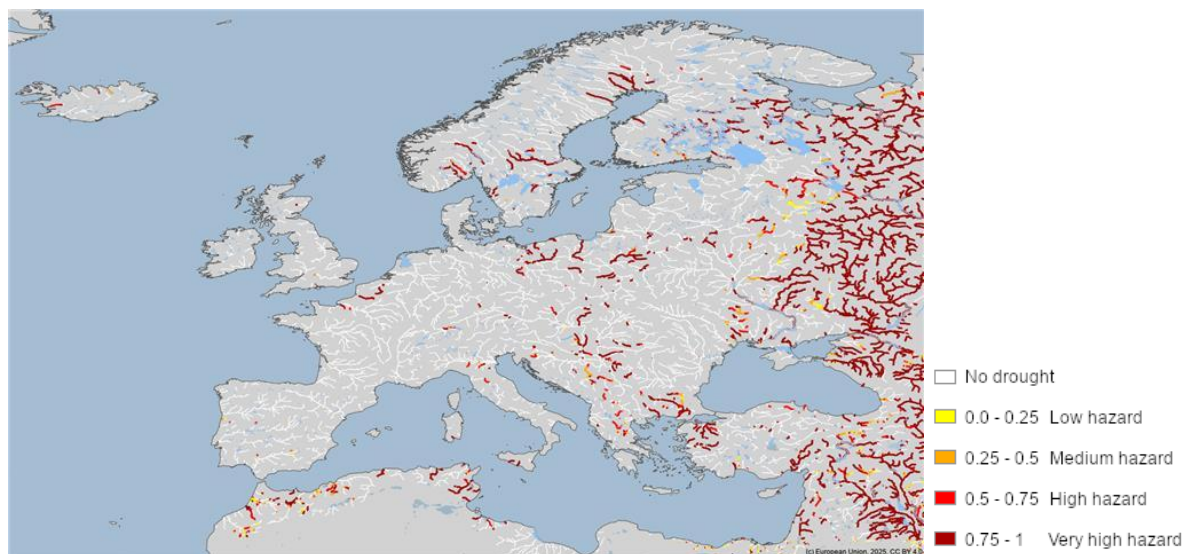 No drought
0.0 - 0.25 Low hazard
0.25 - 0.5 Medium hazard
0.5 - 0.75 High hazard
0.75 - 1 Very high hazard
(c) European Union, 2025, CC BY 4.0